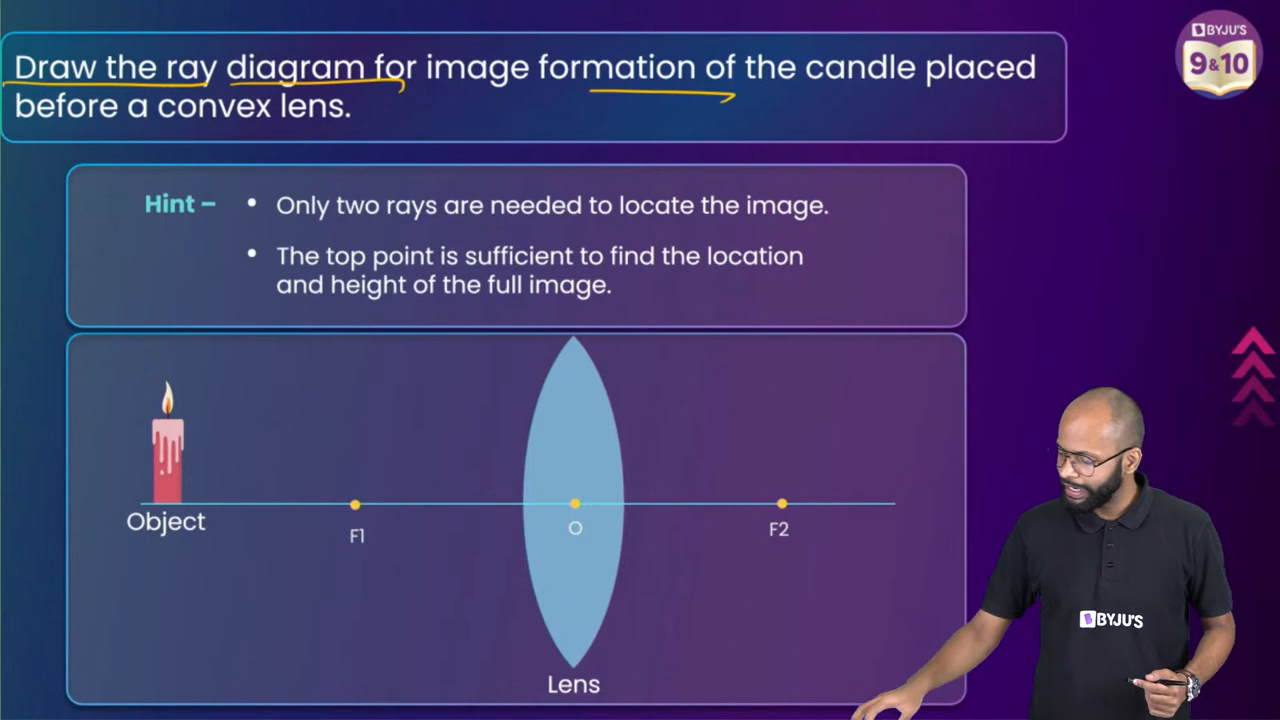 Draw the ray diagram for image formation of the candle placed
before a convex lens.
BYJU'S
9&10
Hint –
• Only two rays are needed to locate the image.
• The top point is sufficient to find the location
and height of the full image.
Object
F1
O
F2
Lens
BYJU'S